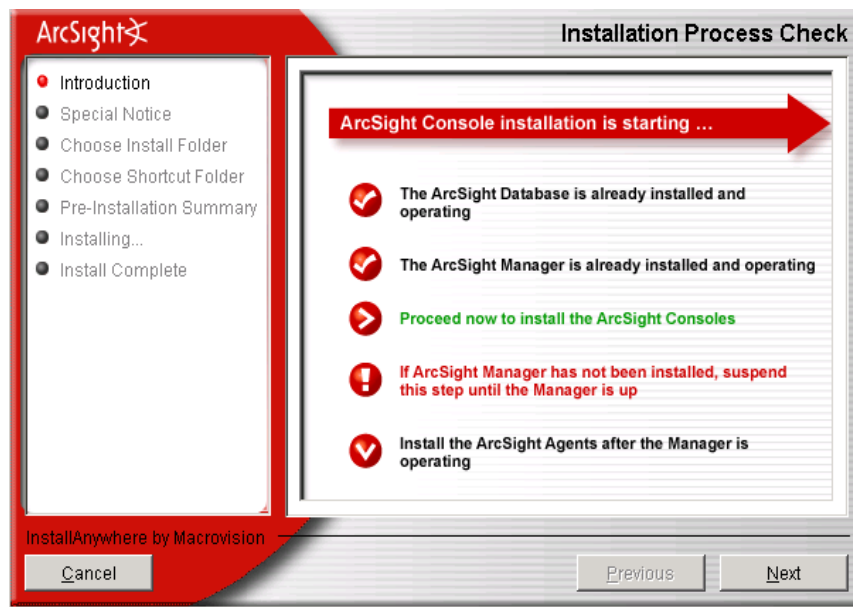 ArcSight
Installation Process Check
Introduction
Special Notice
Choose Install Folder
Choose Shortcut Folder
Pre-Installation Summary
Installing...
Install Complete
ArcSight Console installation is starting ...
The ArcSight Database is already installed and
operating
The ArcSight Manager is already installed and operating
Proceed now to install the ArcSight Consoles
If ArcSight Manager has not been installed, suspend
this step until the Manager is up
Install the ArcSight Agents after the Manager is
operating
InstallAnywhere by Macrovision
Cancel
Previous
Next